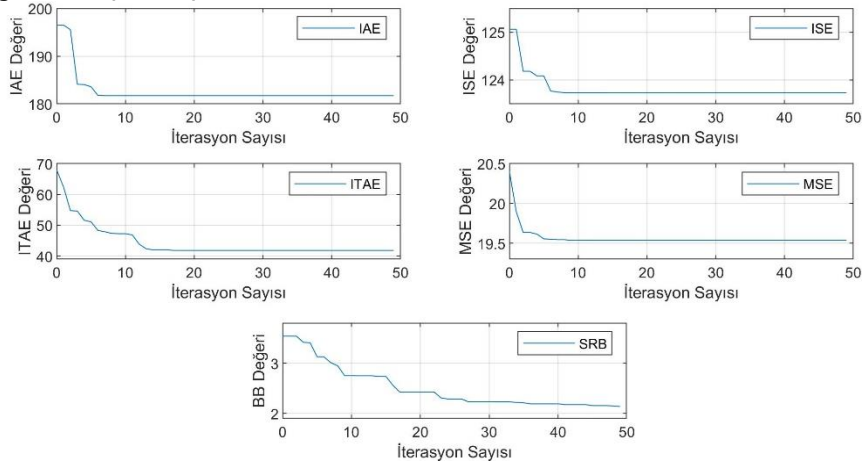 200
190
180
IAE Değeri
IAE
0 10 20 30 40 50
İterasyon Sayısı
125
124
ISE Değeri
ISE
0 10 20 30 40 50
İterasyon Sayısı
70
60
50
40
ITAE Değeri
ITAE
0 10 20 30 40 50
İterasyon Sayısı
20.5
20
19.5
MSE Değeri
MSE
0 10 20 30 40 50
İterasyon Sayısı
3
2
BB Değeri
SRB
0 10 20 30 40 50
İterasyon Sayısı